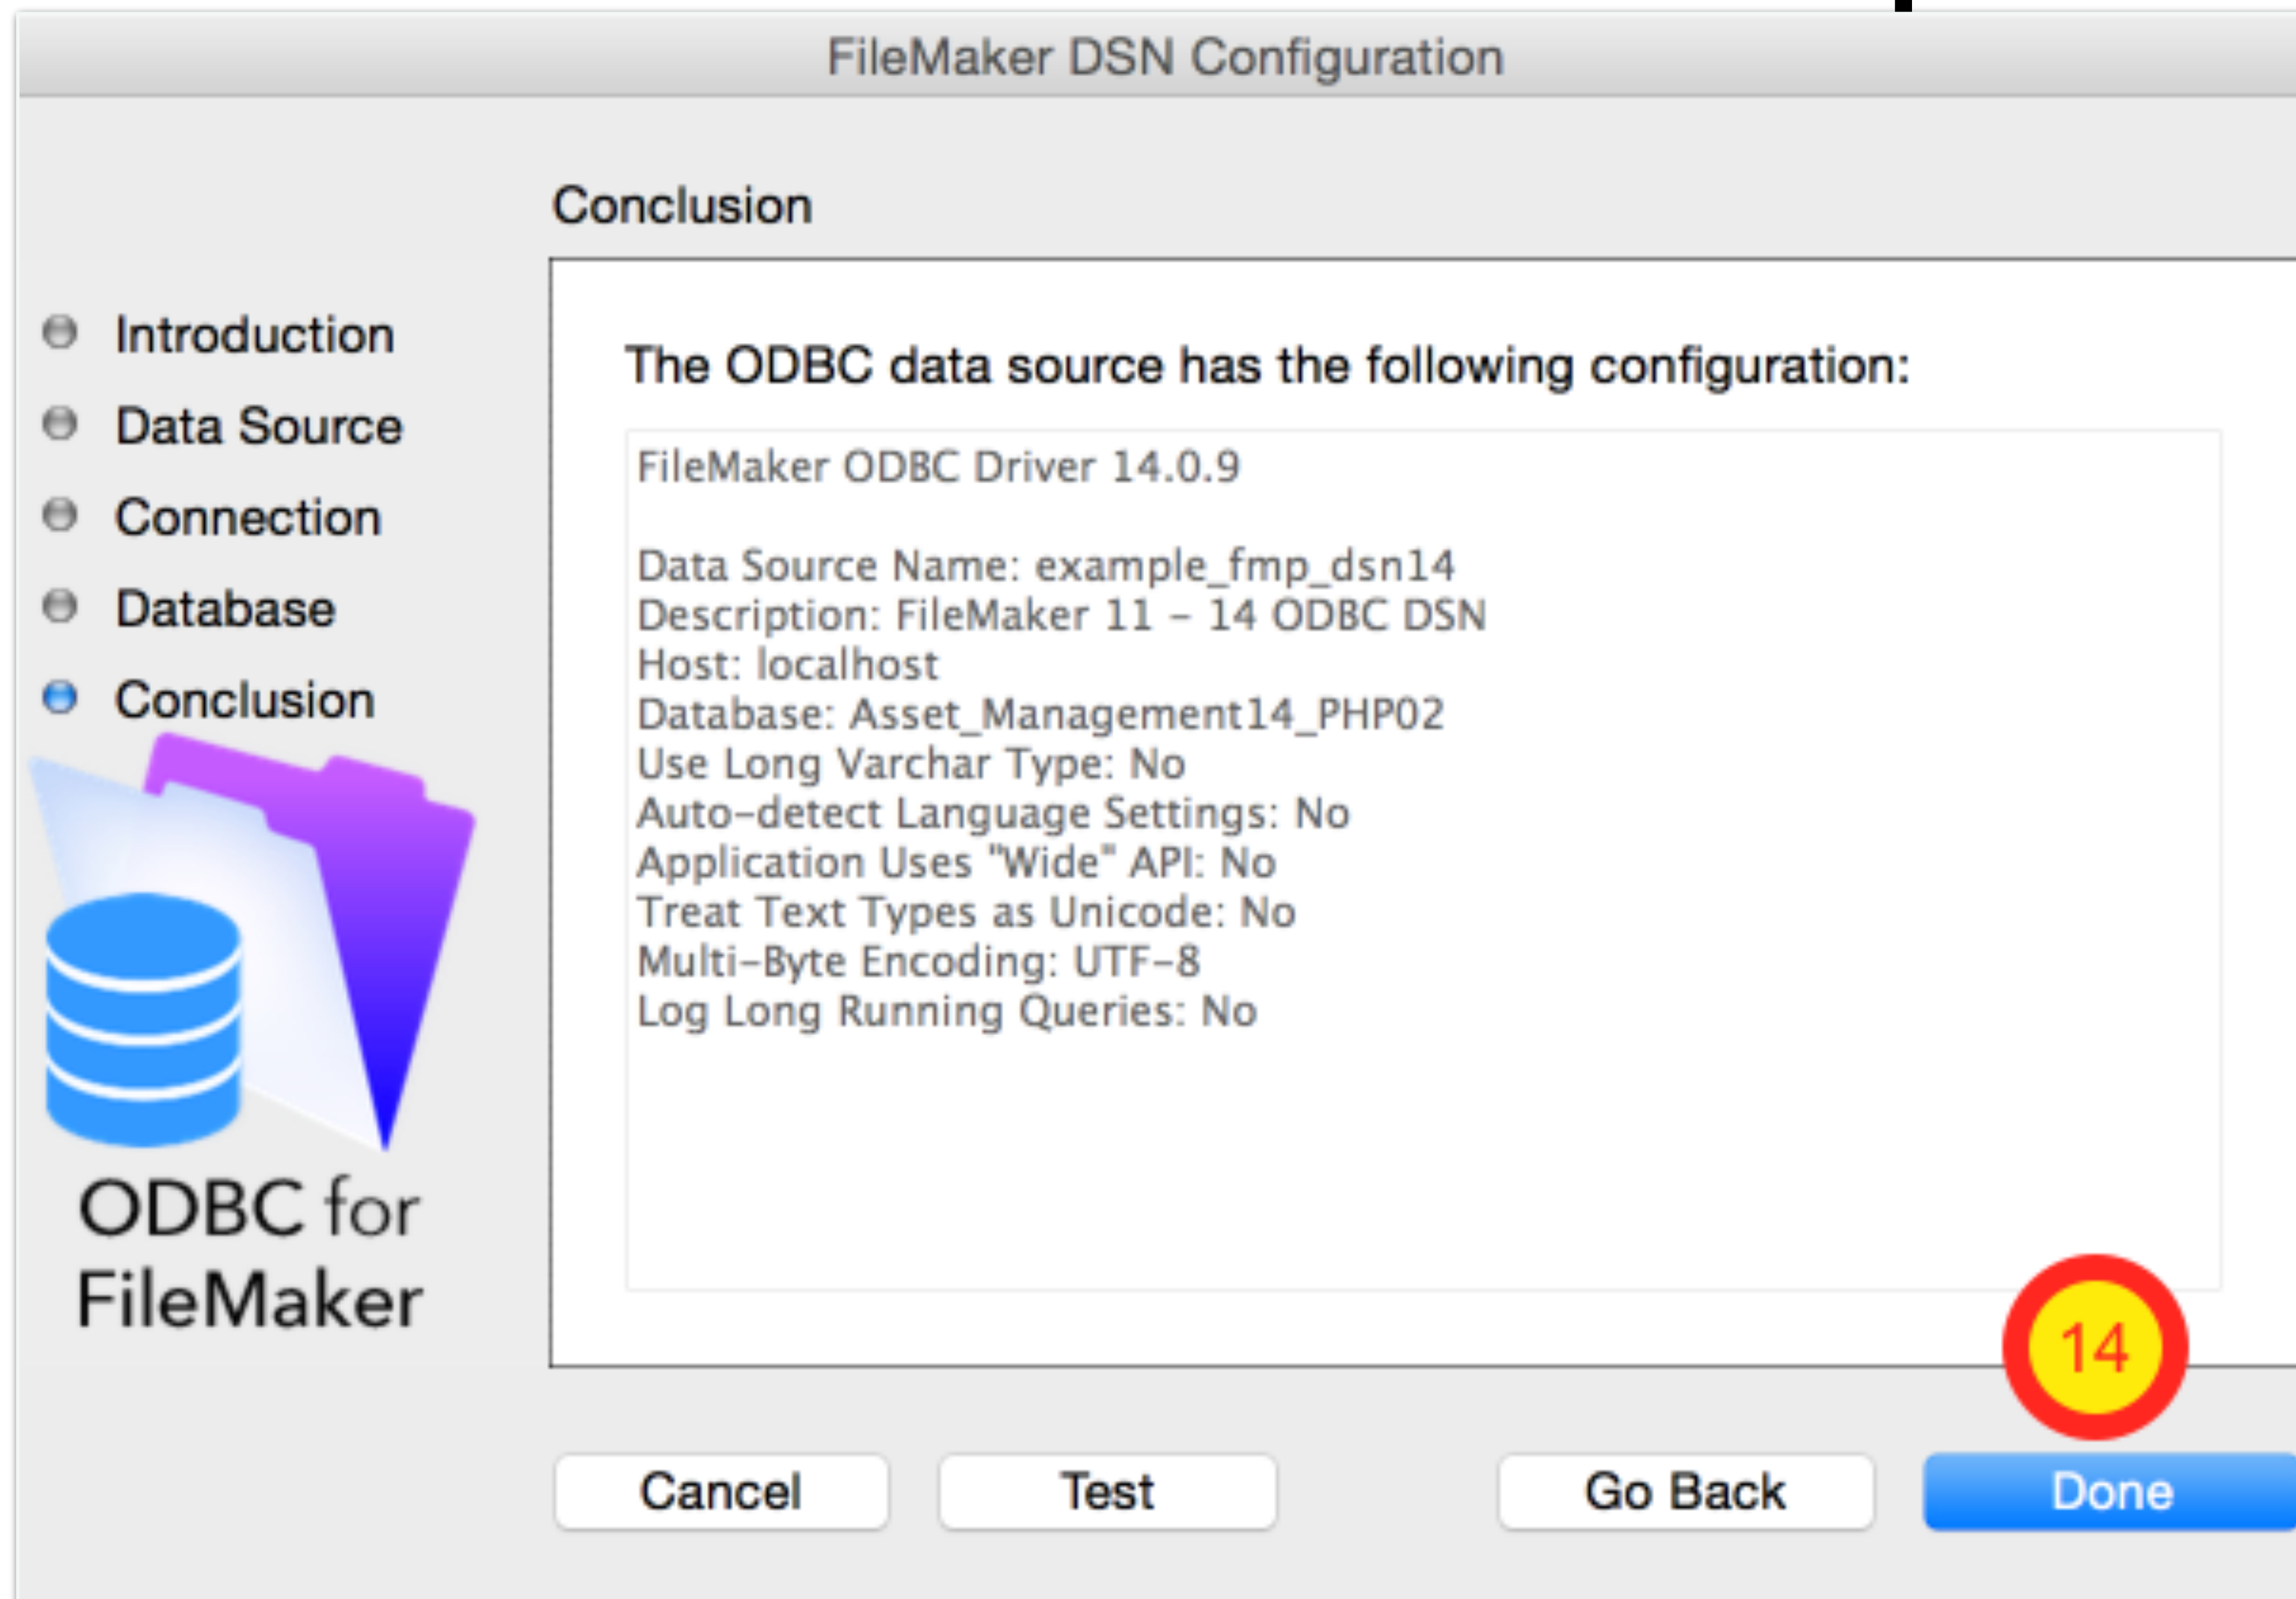 FileMaker DSN Configuration
Conclusion
Introduction
Data Source
Connection
Database
Conclusion
ODBC for
FileMaker
The ODBC data source has the following configuration:
FileMaker ODBC Driver 14.0.9
Data Source Name: example_fmp_dsn14
Description: FileMaker 11 – 14 ODBC DSN
Host: localhost
Database: Asset_Management14_PHP02
Use Long Varchar Type: No
Auto-detect Language Settings: No
Application Uses "Wide" API: No
Treat Text Types as Unicode: No
Multi-Byte Encoding: UTF-8
Log Long Running Queries: No
14
Cancel
Test
Go Back
Done